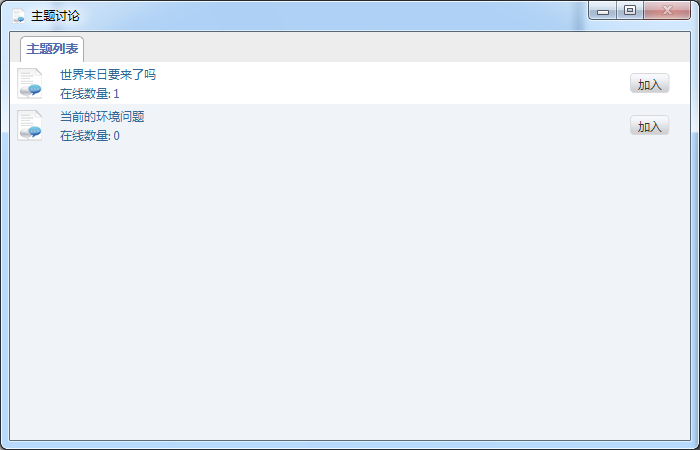 主题讨论
主题列表
世界末日要来了吗
在线数量: 1
加入
当前的环境问题
在线数量: 0
加入